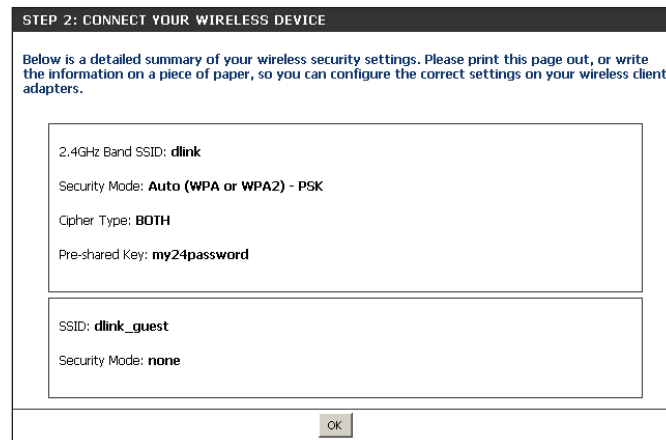 STEP 2: CONNECT YOUR WIRELESS DEVICE
Below is a detailed summary of your wireless security settings. Please print this page out, or write
the information on a piece of paper, so you can configure the correct settings on your wireless client
adapters.
2.4GHz Band SSID: dlink
Security Mode: Auto (WPA or WPA2) - PSK
Cipher Type: BOTH
Pre-shared Key: my24password
SSID: dlink_guest
Security Mode: none
OK